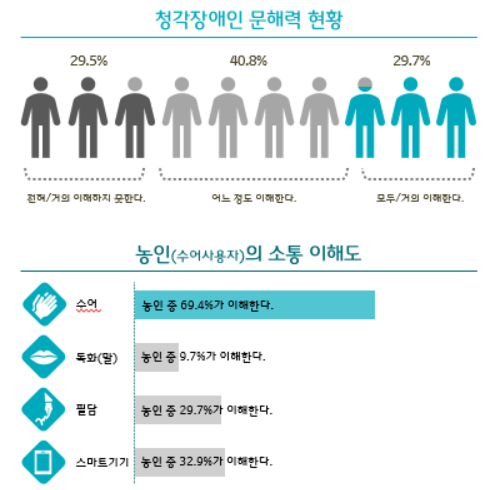 청각장애인 문해력 현황
29.5% 40.8% 29.7%
전혀/거의 이해하지 못한다. 어느 정도 이해한다. 모두/거의 이해한다.
농인(수어사용자)의 소통 이해도
수어 농인 중 69.4%가 이해한다.
독화(말) 농인 중 9.7%가 이해한다.
필담 농인 중 29.7%가 이해한다.
스마트기기 농인 중 32.9%가 이해한다.